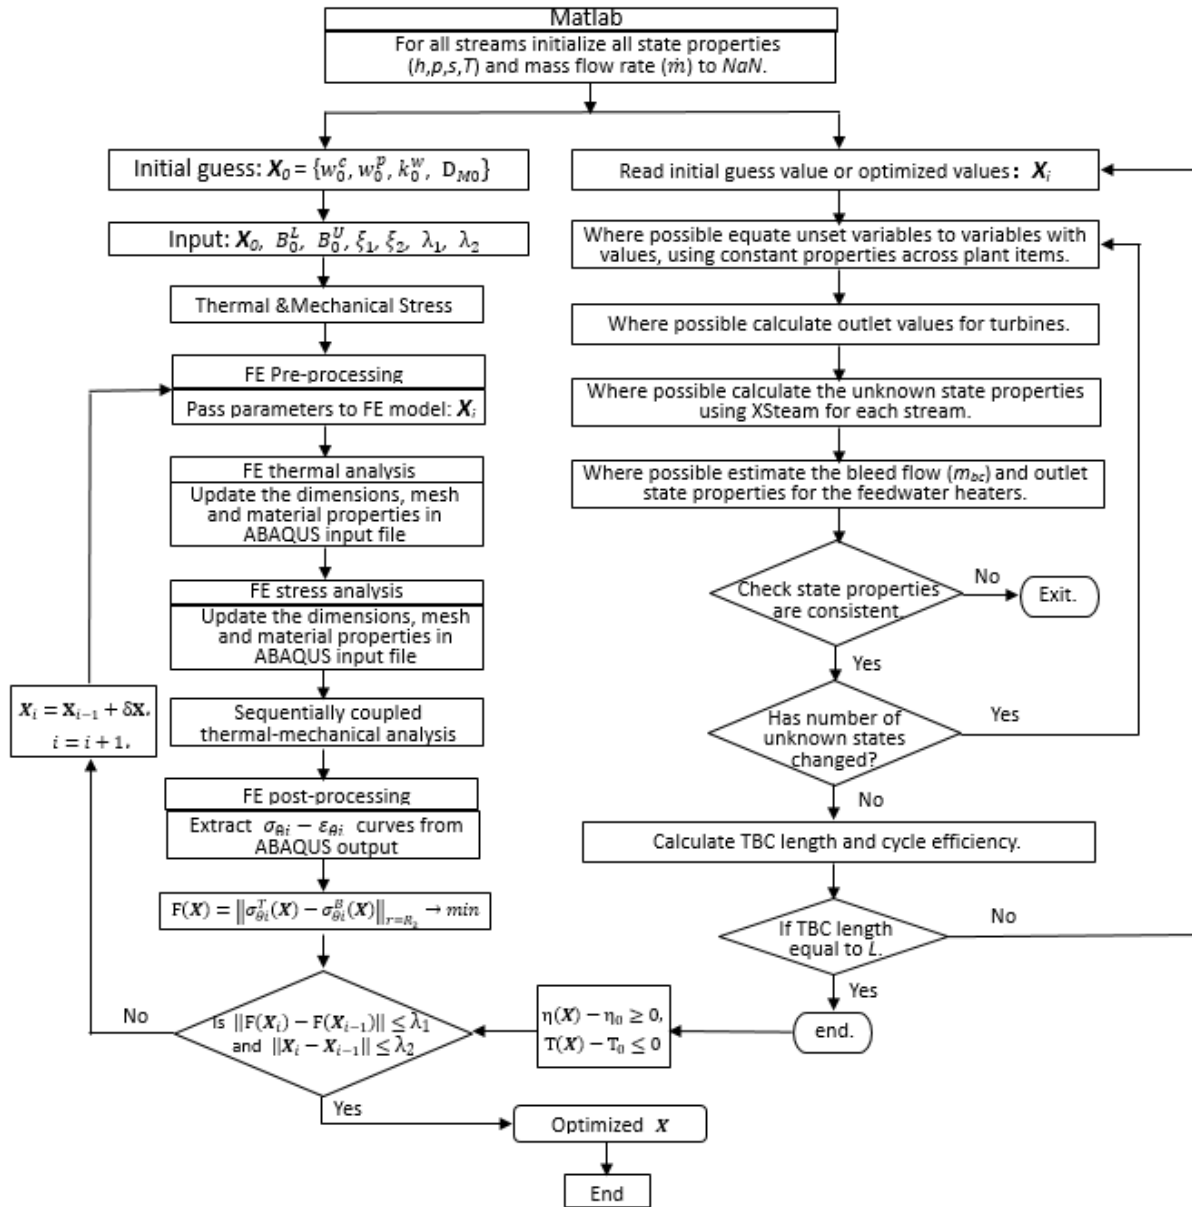 Matlab
For all streams initialize all state properties
(h,p,s,T) and mass flow rate (ṁ) to NaN.
Initial guess: X₀ = {w₀ᶜ, w₀ᵖ, k₀ʷ, D_M0}
Input: X₀, B₀ᴸ, B₀ᵁ, ξ₁, ξ₂, λ₁, λ₂
Thermal &Mechanical Stress
FE Pre-processing
Pass parameters to FE model: Xᵢ
FE thermal analysis
Update the dimensions, mesh
and material properties in
ABAQUS input file
FE stress analysis
Update the dimensions, mesh
and material properties in
ABAQUS input file
Sequentially coupled
thermal-mechanical analysis
FE post-processing
Extract σ_θi − ε_θi curves from
ABAQUS output
F(X) = ‖σ_θi^T(X) − σ_θi^B(X)‖_r=R₂ → min
Is ‖F(Xᵢ) − F(Xᵢ₋₁)‖ ≤ λ₁
and ‖Xᵢ − Xᵢ₋₁‖ ≤ λ₂
No
Xᵢ = Xᵢ₋₁ + δX,
i = i + 1,
Yes
Optimized X
End
Read initial guess value or optimized values: Xᵢ
Where possible equate unset variables to variables with
values, using constant properties across plant items.
Where possible calculate outlet values for turbines.
Where possible calculate the unknown state properties
using XSteam for each stream.
Where possible estimate the bleed flow (m_bc) and outlet
state properties for the feedwater heaters.
Check state properties
are consistent.
No
Exit.
Yes
Has number of
unknown states
changed?
Yes
No
Calculate TBC length and cycle efficiency.
If TBC length
equal to L.
No
Yes
end.
η(X) − η₀ ≥ 0,
T(X) − T₀ ≤ 0